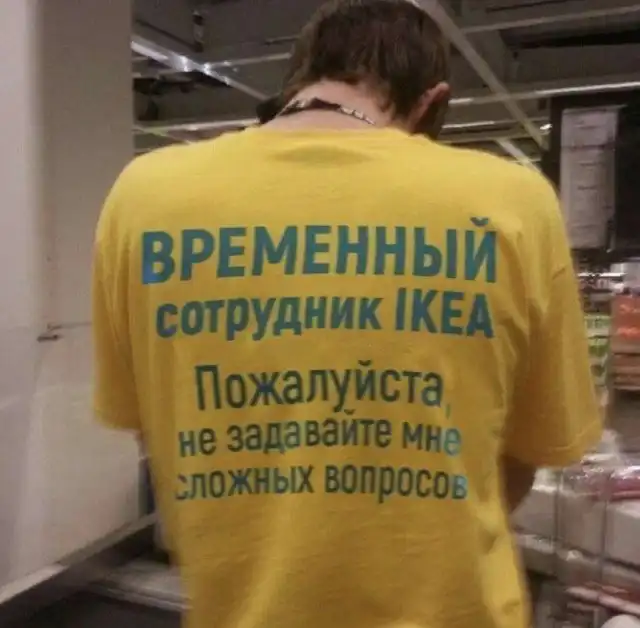 ВРЕМЕННЫЙ
сотрудник IKEA
Пожалуйста,
не задавайте мне
сложных вопросов